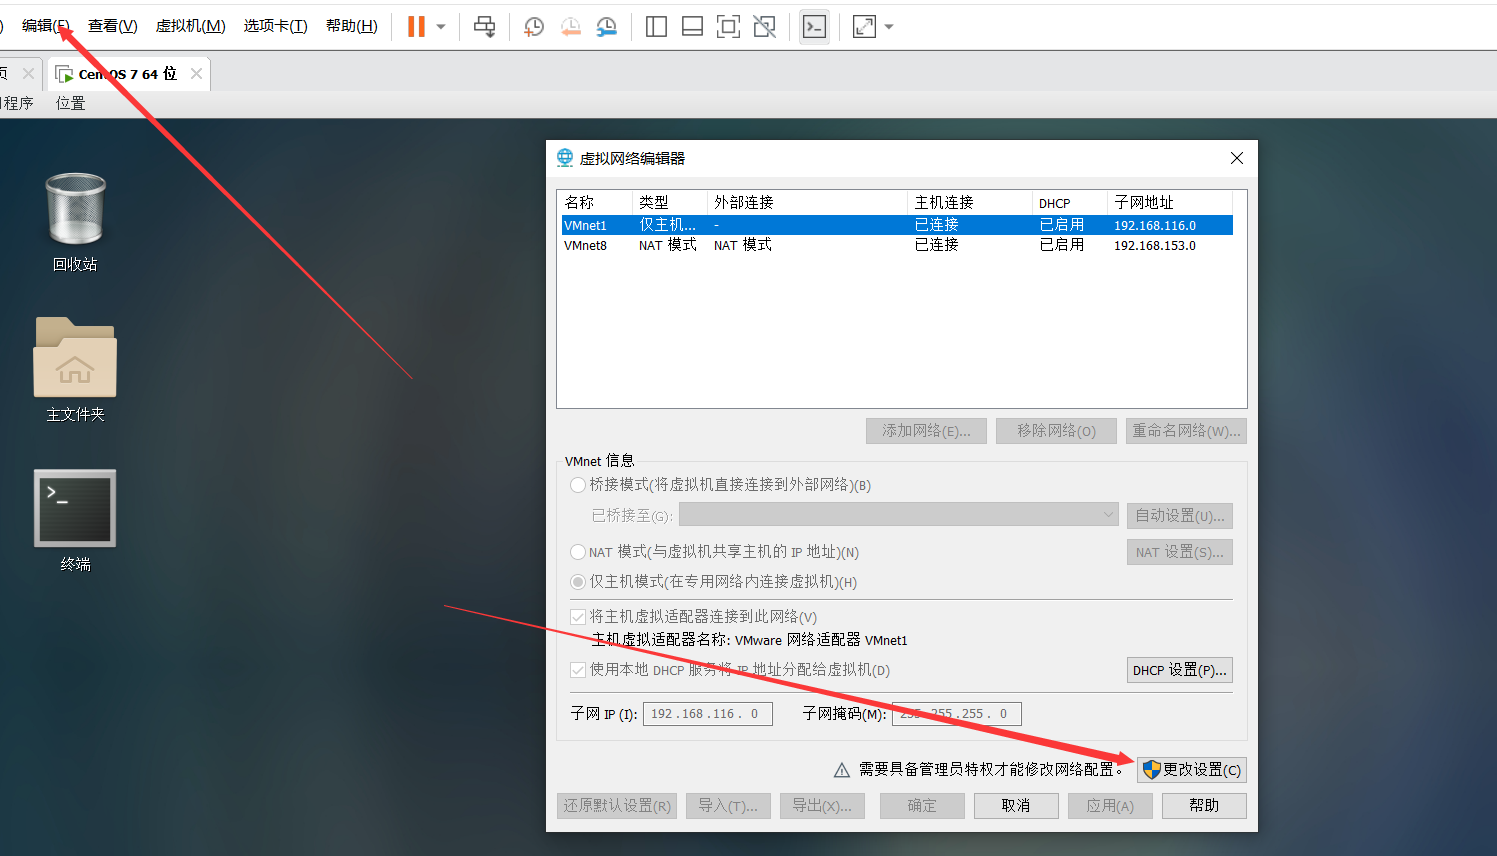 ) 编辑(E) 查看(V) 虚拟机(M) 选项卡(T) 帮助(H)
页 CentOS 7 64 位
程序 位置
回收站
主文件夹
终端
虚拟网络编辑器
名称 类型 外部连接 主机连接 DHCP 子网地址
VMnet1 仅主机... - 已连接 已启用 192.168.116.0
VMnet8 NAT 模式 NAT 模式 已连接 已启用 192.168.153.0
添加网络(E)... 移除网络(O) 重命名网络(W)...
VMnet 信息
桥接模式(将虚拟机直接连接到外部网络)(B)
已桥接至(G): 自动设置(U)...
NAT 模式(与虚拟机共享主机的 IP 地址)(N) NAT 设置(S)...
仅主机模式(在专用网络内连接虚拟机)(H)
将主机虚拟适配器连接到此网络(V)
主机虚拟适配器名称: VMware 网络适配器 VMnet1
使用本地 DHCP 服务将 IP 地址分配给虚拟机(D) DHCP 设置(P)...
子网 IP (I): 192.168.116. 0 子网掩码(M): 255.255.255. 0
需要具备管理员特权才能修改网络配置。 更改设置(C)
还原默认设置(R) 导入(T)... 导出(X)... 确定 取消 应用(A) 帮助